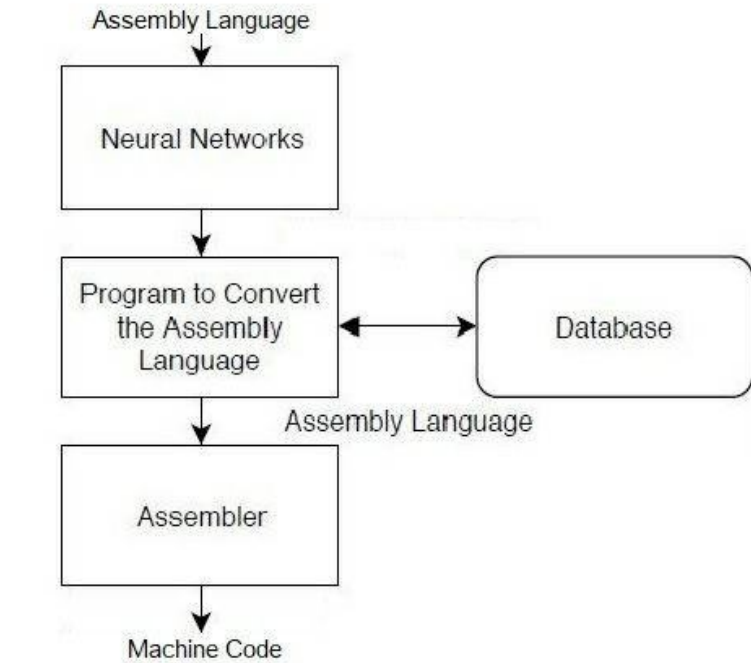 Assembly Language
Neural Networks
Program to Convert
the Assembly
Language
Database
Assembly Language
Assembler
Machine Code